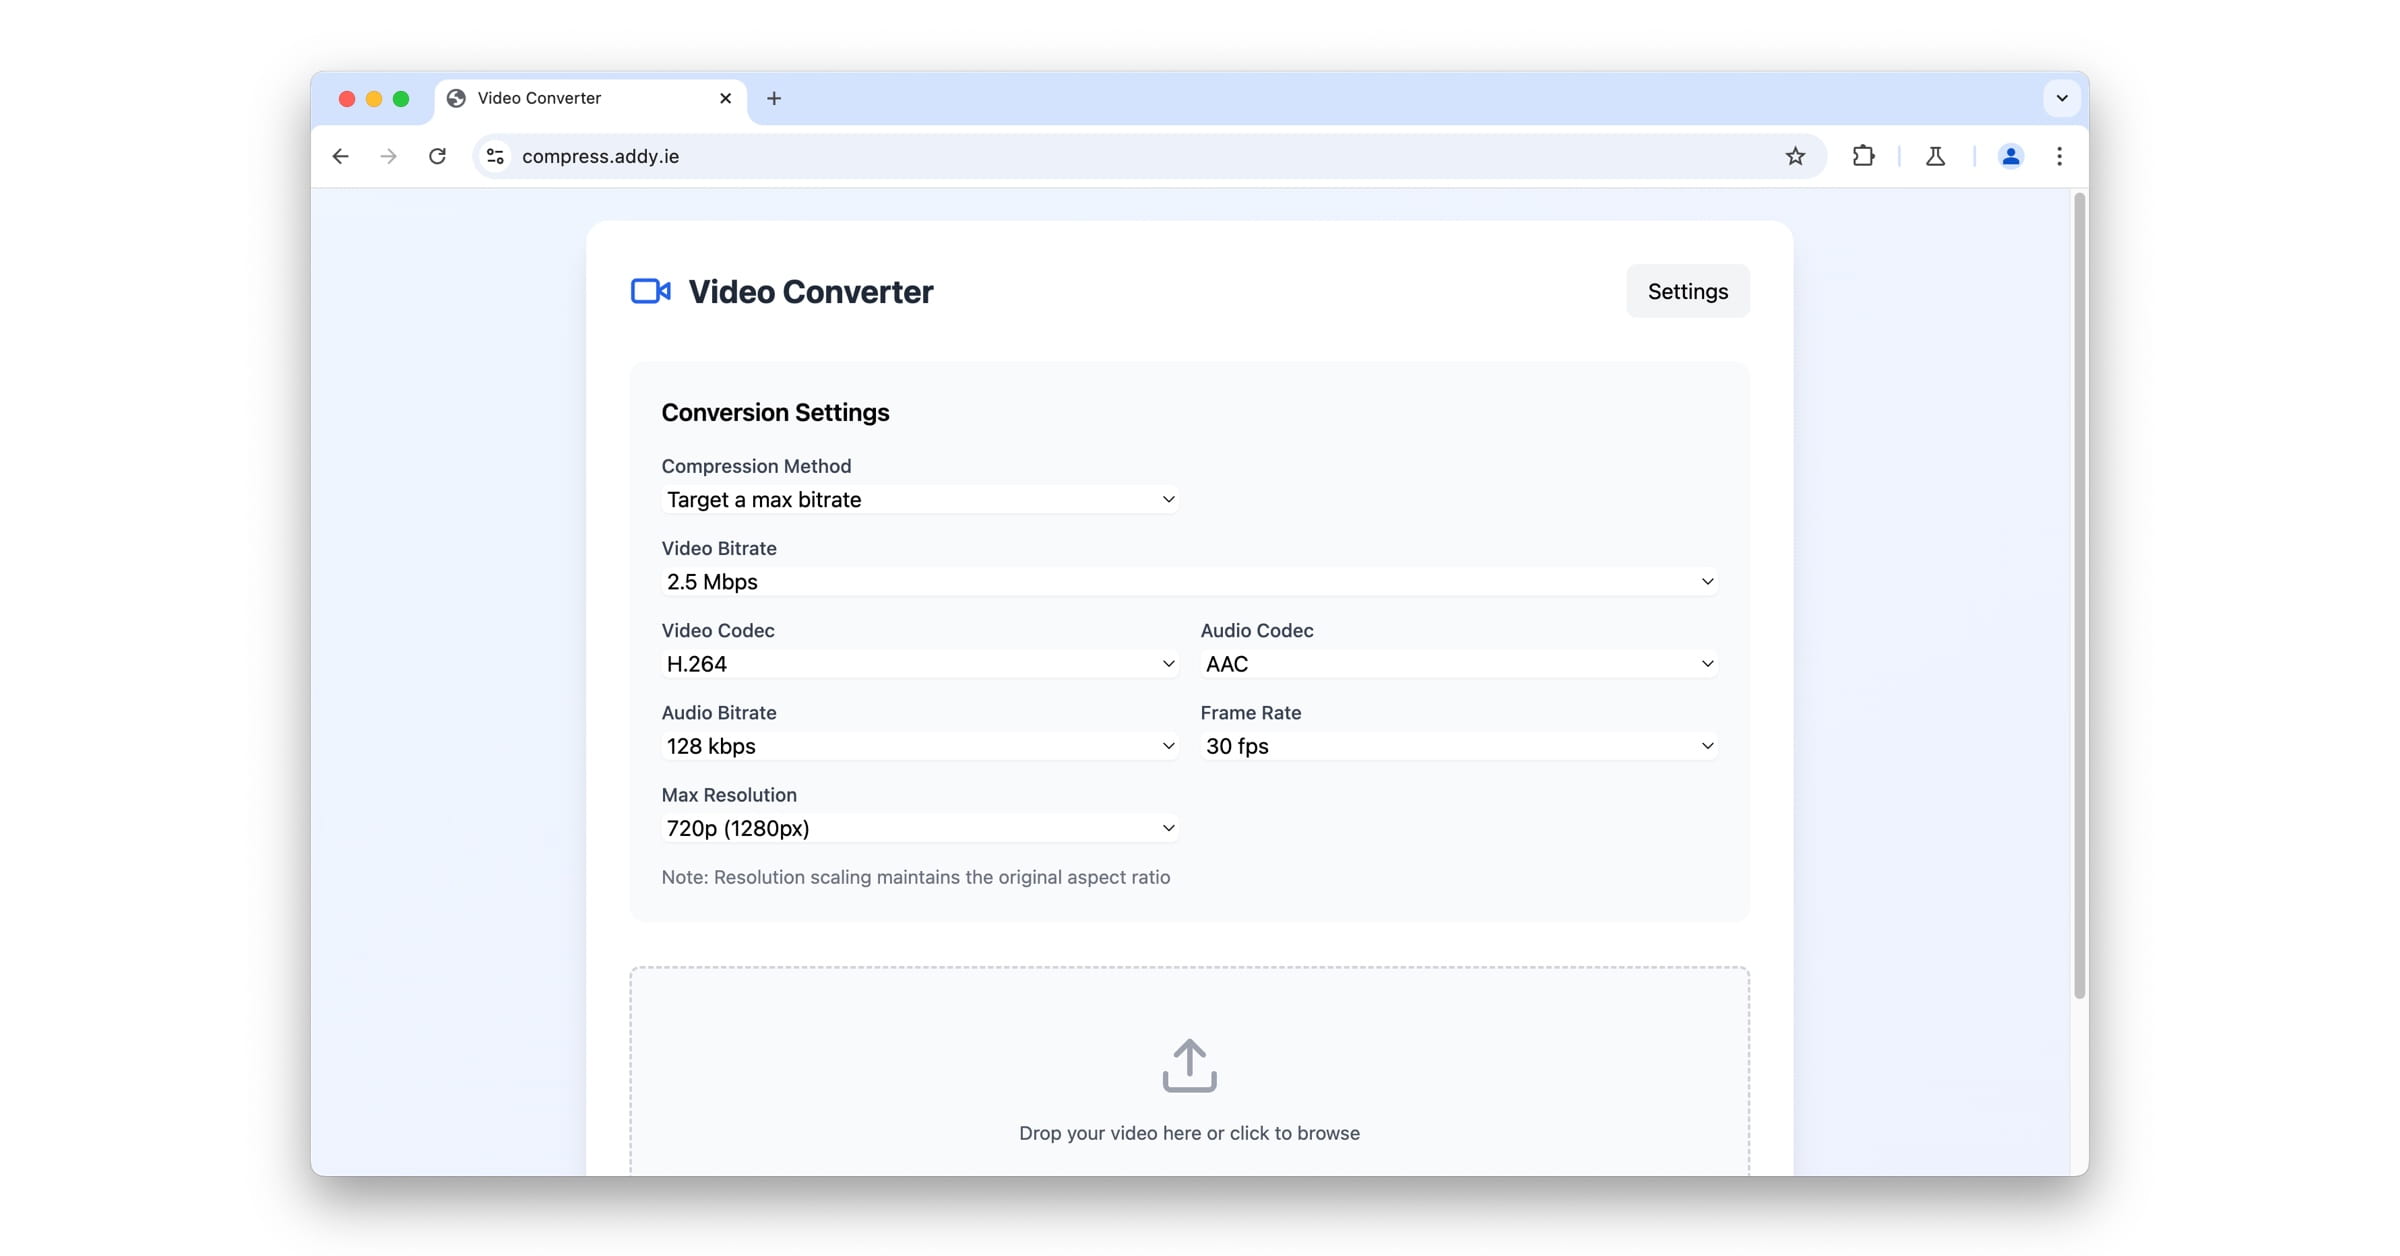 Video Converter
compress.addy.ie
Video Converter
Settings
Conversion Settings
Compression Method
Target a max bitrate
Video Bitrate
2.5 Mbps
Video Codec
Audio Codec
H.264
AAC
Audio Bitrate
Frame Rate
128 kbps
30 fps
Max Resolution
720p (1280px)
Note: Resolution scaling maintains the original aspect ratio
Drop your video here or click to browse